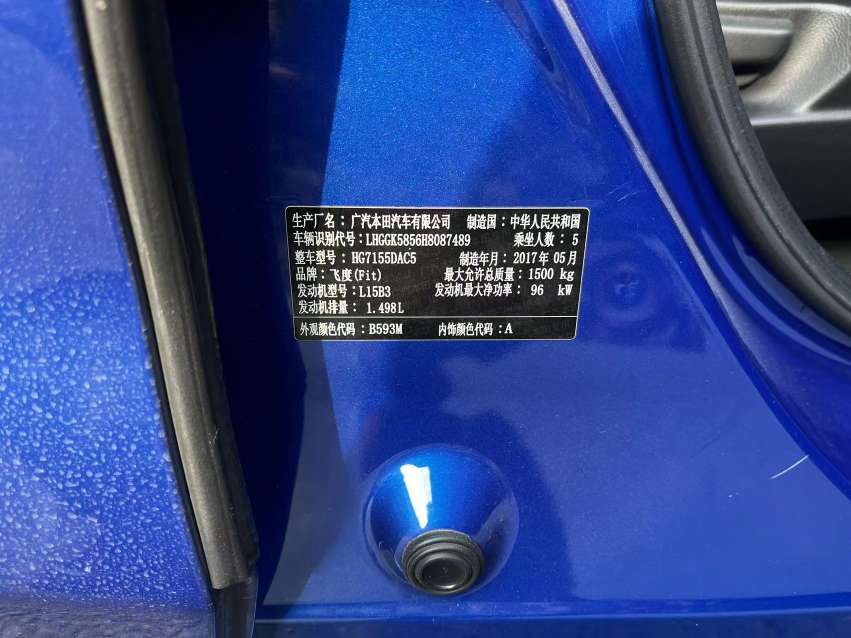 生产厂名：广汽本田汽车有限公司 制造国：中华人民共和国
车辆识别代号：LHGGK5856H8087489 乘坐人数：5
整车型号：HG7155DAC5 制造年月：2017年05月
品牌：飞度(Fit) 最大允许总质量：1500 kg
发动机型号：L15B3 发动机最大净功率：96 kW
发动机排量：1.498L
外观颜色代码：B593M 内饰颜色代码：A